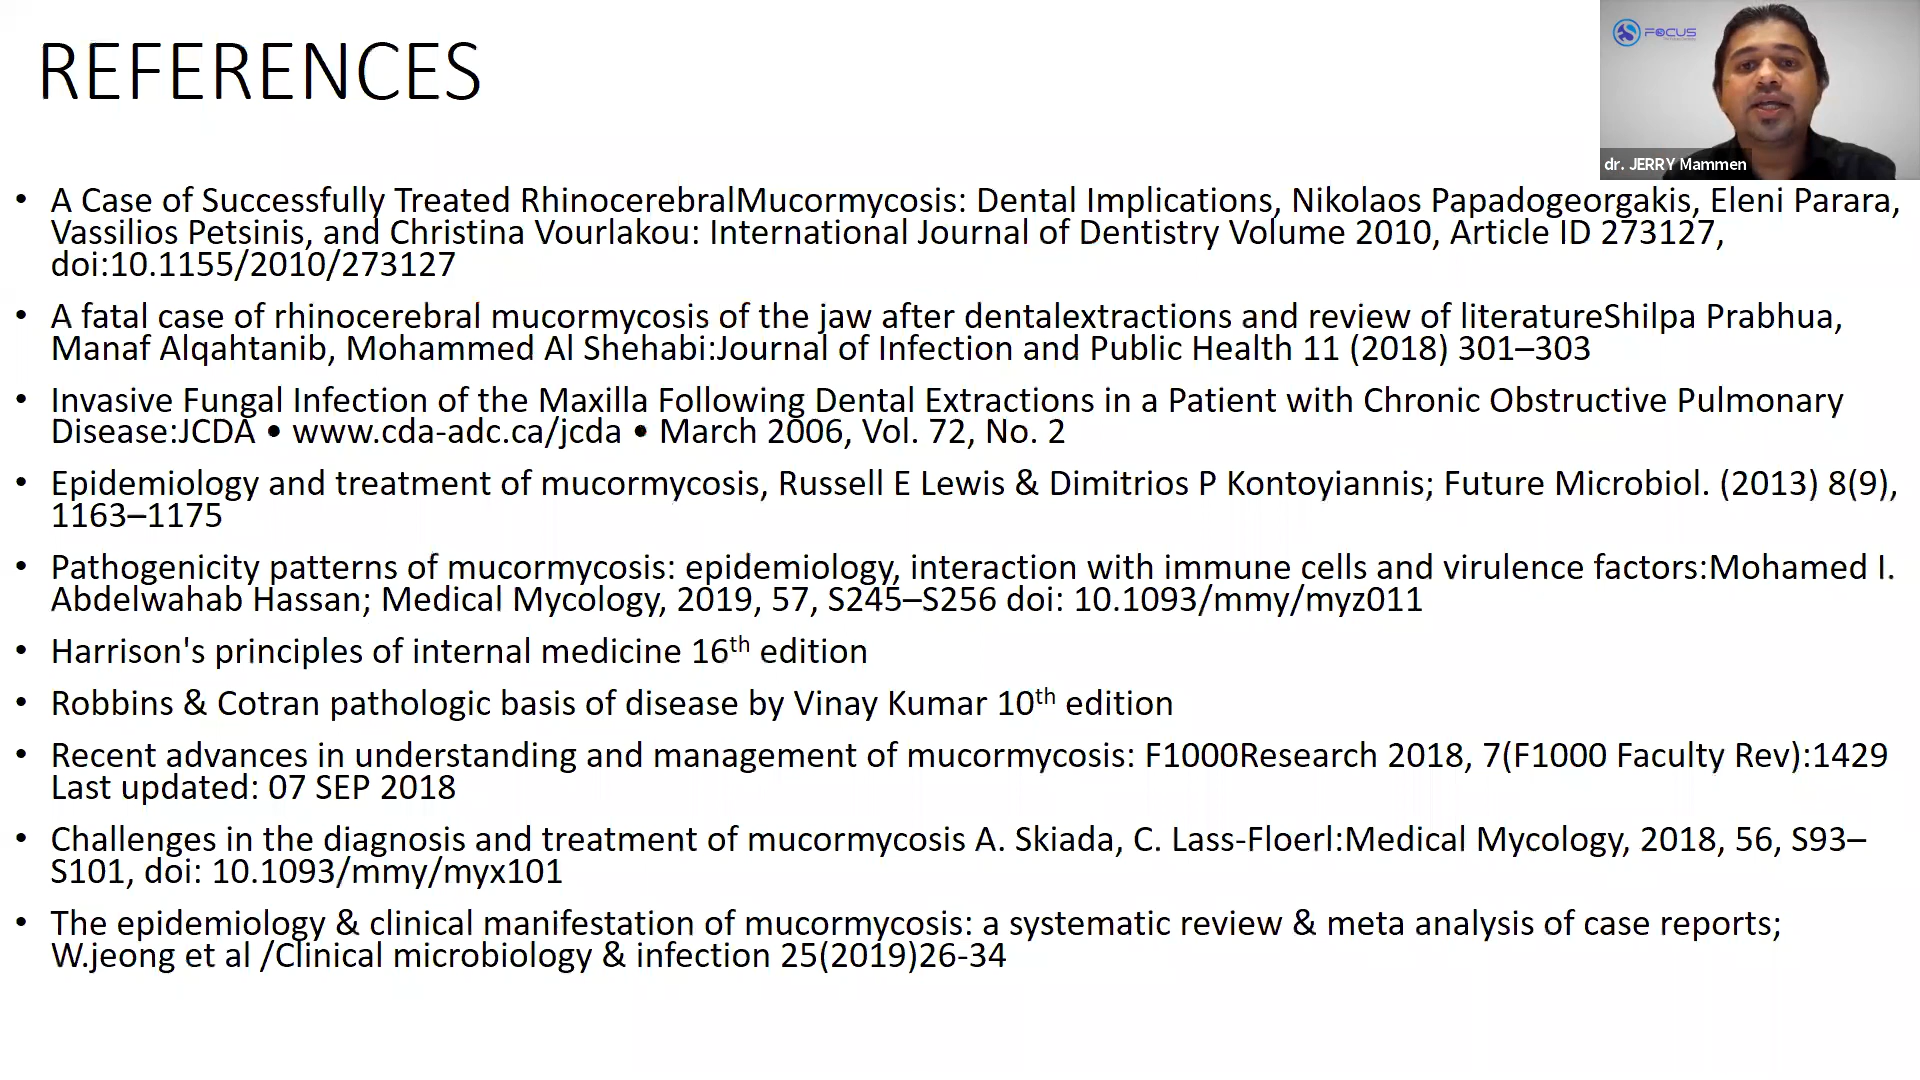 REFERENCES
FOCUS
dr. JERRY Mammen
• A Case of Successfully Treated RhinocerebralMucormycosis: Dental Implications, Nikolaos Papadogeorgakis, Eleni Parara,
Vassilios Petsinis, and Christina Vourlakou: International Journal of Dentistry Volume 2010, Article ID 273127,
doi:10.1155/2010/273127
• A fatal case of rhinocerebral mucormycosis of the jaw after dentalextractions and review of literatureShilpa Prabhua,
Manaf Alqahtanib, Mohammed Al Shehabi:Journal of Infection and Public Health 11 (2018) 301–303
• Invasive Fungal Infection of the Maxilla Following Dental Extractions in a Patient with Chronic Obstructive Pulmonary
Disease:JCDA • www.cda-adc.ca/jcda • March 2006, Vol. 72, No. 2
• Epidemiology and treatment of mucormycosis, Russell E Lewis & Dimitrios P Kontoyiannis; Future Microbiol. (2013) 8(9),
1163–1175
• Pathogenicity patterns of mucormycosis: epidemiology, interaction with immune cells and virulence factors:Mohamed I.
Abdelwahab Hassan; Medical Mycology, 2019, 57, S245–S256 doi: 10.1093/mmy/myz011
• Harrison's principles of internal medicine 16th edition
• Robbins & Cotran pathologic basis of disease by Vinay Kumar 10th edition
• Recent advances in understanding and management of mucormycosis: F1000Research 2018, 7(F1000 Faculty Rev):1429
Last updated: 07 SEP 2018
• Challenges in the diagnosis and treatment of mucormycosis A. Skiada, C. Lass-Floerl:Medical Mycology, 2018, 56, S93–
S101, doi: 10.1093/mmy/myx101
• The epidemiology & clinical manifestation of mucormycosis: a systematic review & meta analysis of case reports;
W.jeong et al /Clinical microbiology & infection 25(2019)26-34